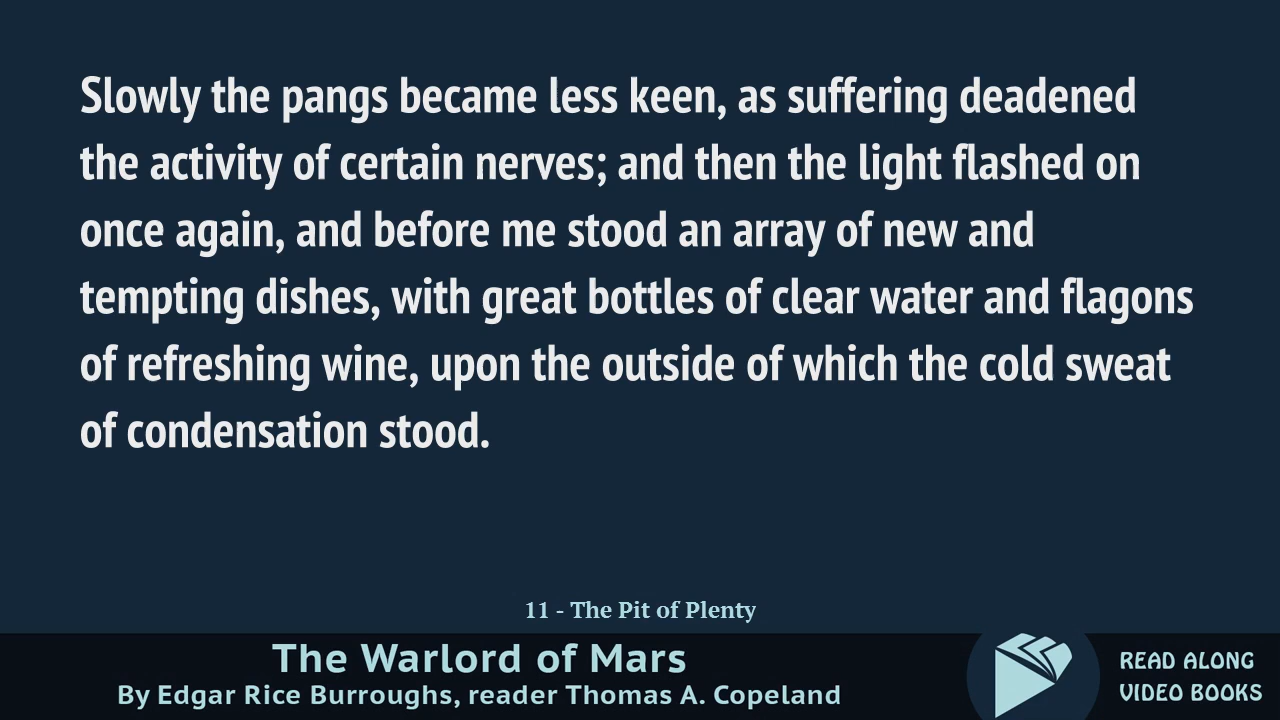 Slowly the pangs became less keen, as suffering deadened
the activity of certain nerves; and then the light flashed on
once again, and before me stood an array of new and
tempting dishes, with great bottles of clear water and flagons
of refreshing wine, upon the outside of which the cold sweat
of condensation stood.
11 - The Pit of Plenty
The Warlord of Mars
By Edgar Rice Burroughs, reader Thomas A. Copeland
READ ALONG
VIDEO BOOKS